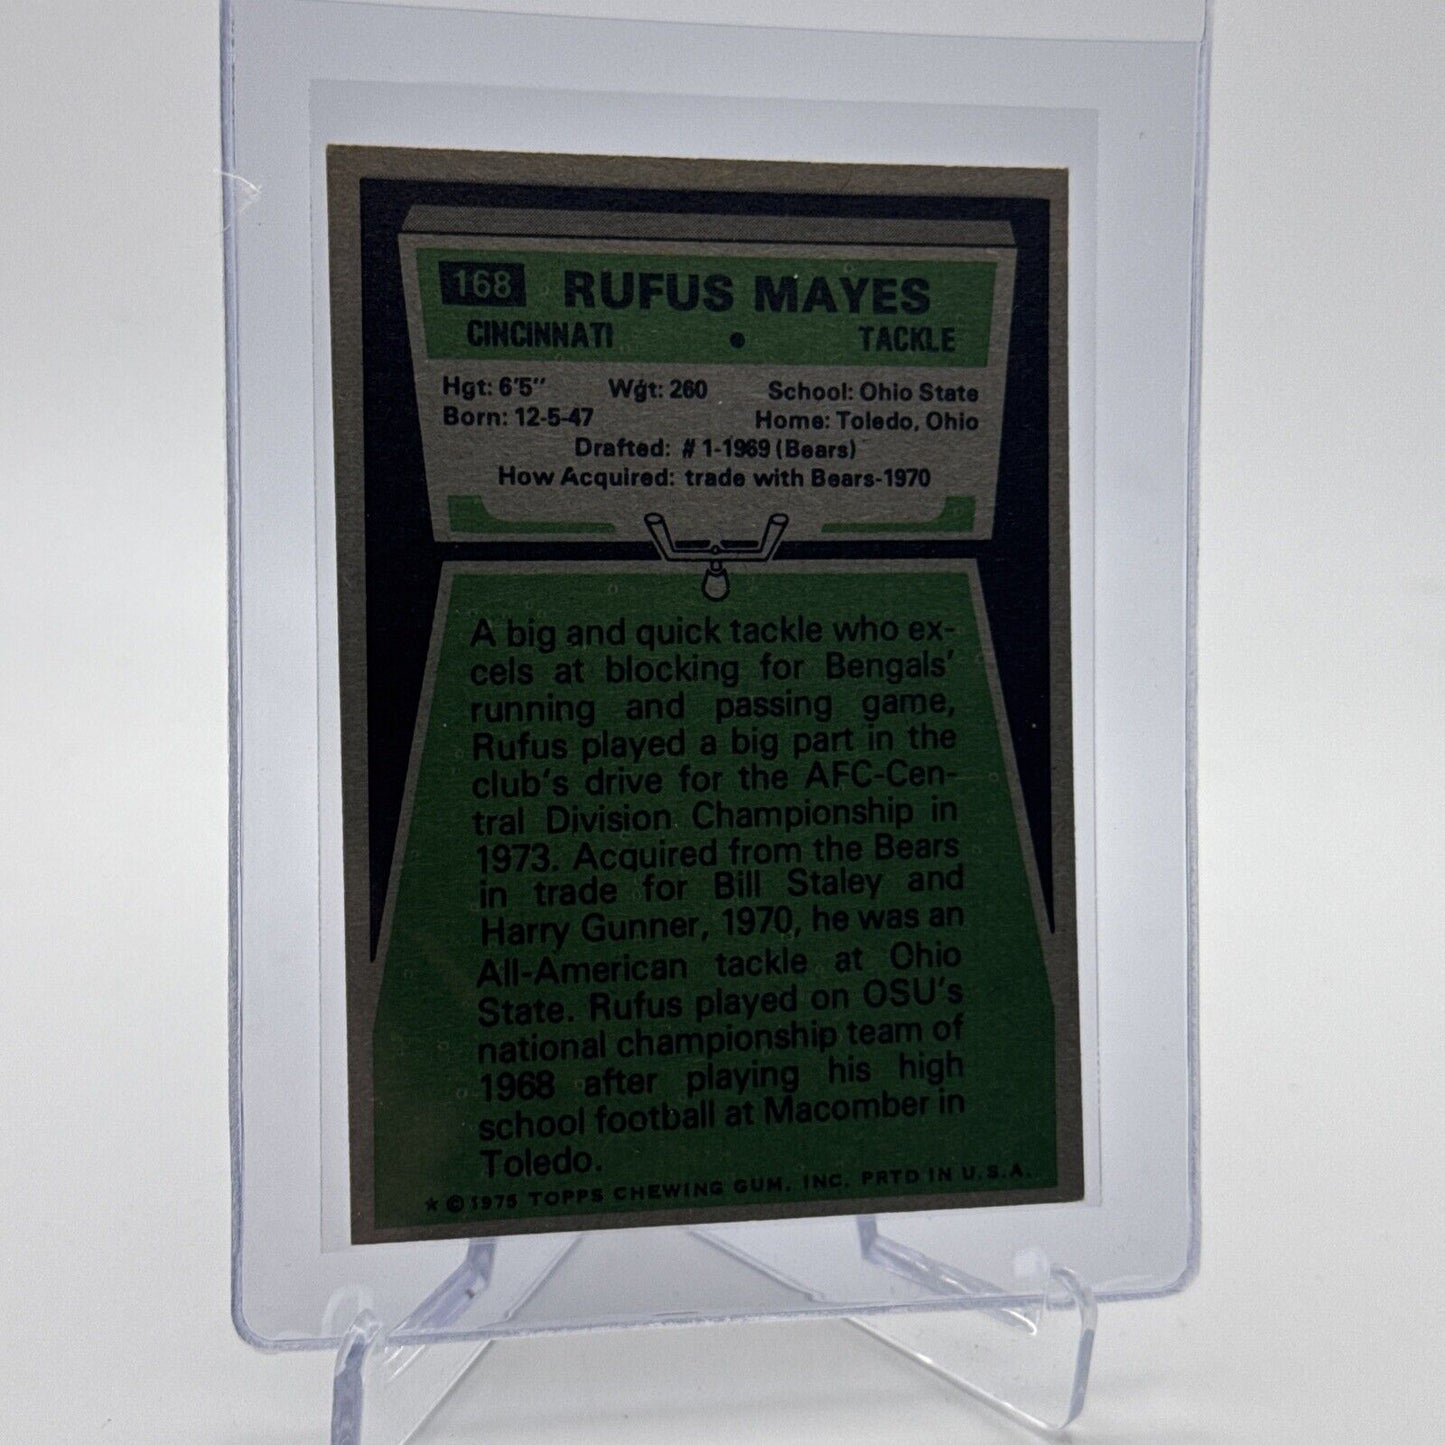 168 RUFUS MAYES
CINCINNATI • TACKLE
Hgt: 6'5" Wgt: 260 School: Ohio State
Born: 12-5-47 Home: Toledo, Ohio
Drafted: #1-1969 (Bears)
How Acquired: trade with Bears-1970
A big and quick tackle who ex-
cels at blocking for Bengals'
running and passing game,
Rufus played a big part in the
club's drive for the AFC-Cen-
tral Division Championship in
1973. Acquired from the Bears
in trade for Bill Staley and
Harry Gunner, 1970, he was an
All-American tackle at Ohio
State. Rufus played on OSU's
national championship team of
1968 after playing his high
school football at Macomber in
Toledo.
★ © 1975 TOPPS CHEWING GUM, INC. PRTD IN U.S.A.